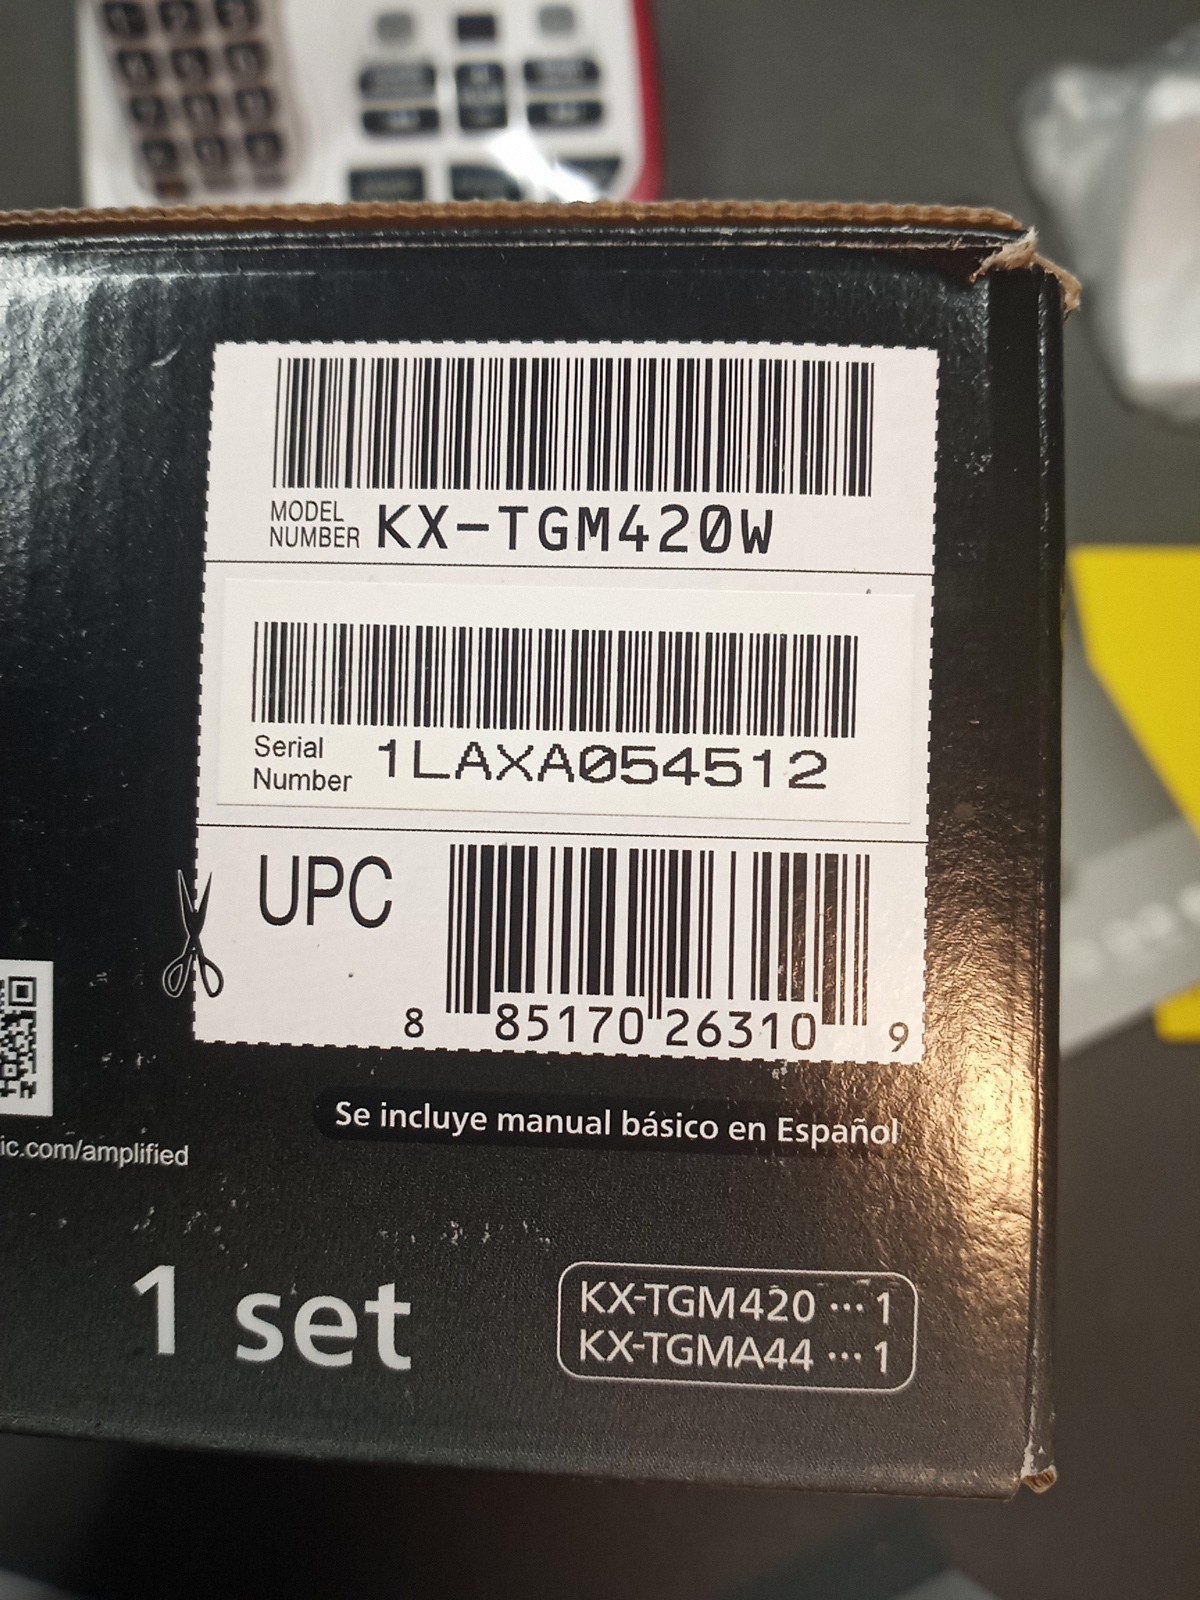 MODEL
NUMBER KX-TGM420W
Serial
Number 1LAXA054512
UPC
8 85170 26310 9
Se incluye manual básico en Español
ic.com/amplified
1 set
KX-TGM420 ··· 1
KX-TGMA44 ··· 1